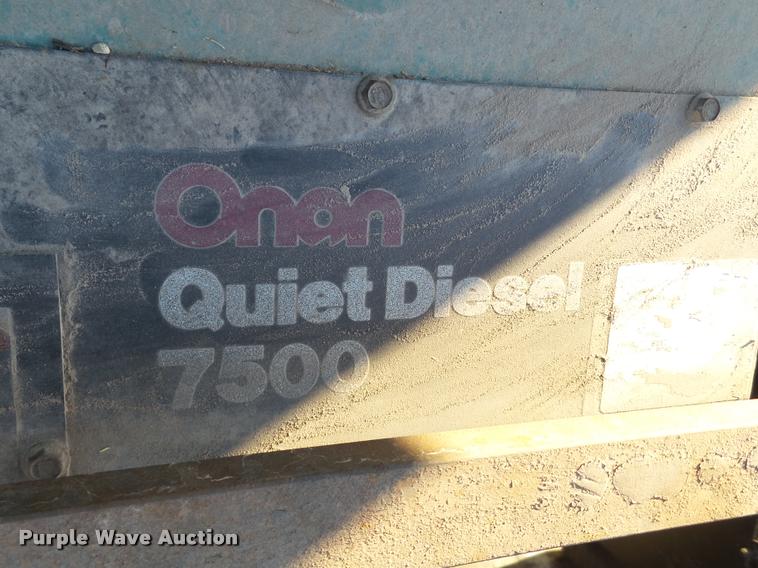 Onan
Quiet Diesel
7500
Purple Wave Auction